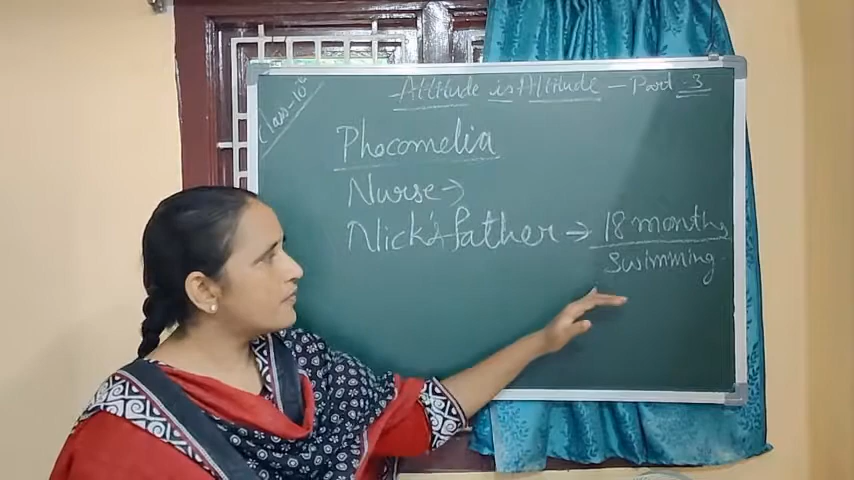 Class-10th
Attitude is Altitude - Part-3
Phocomelia
Nurse →
Nick's father → 18 months
swimming